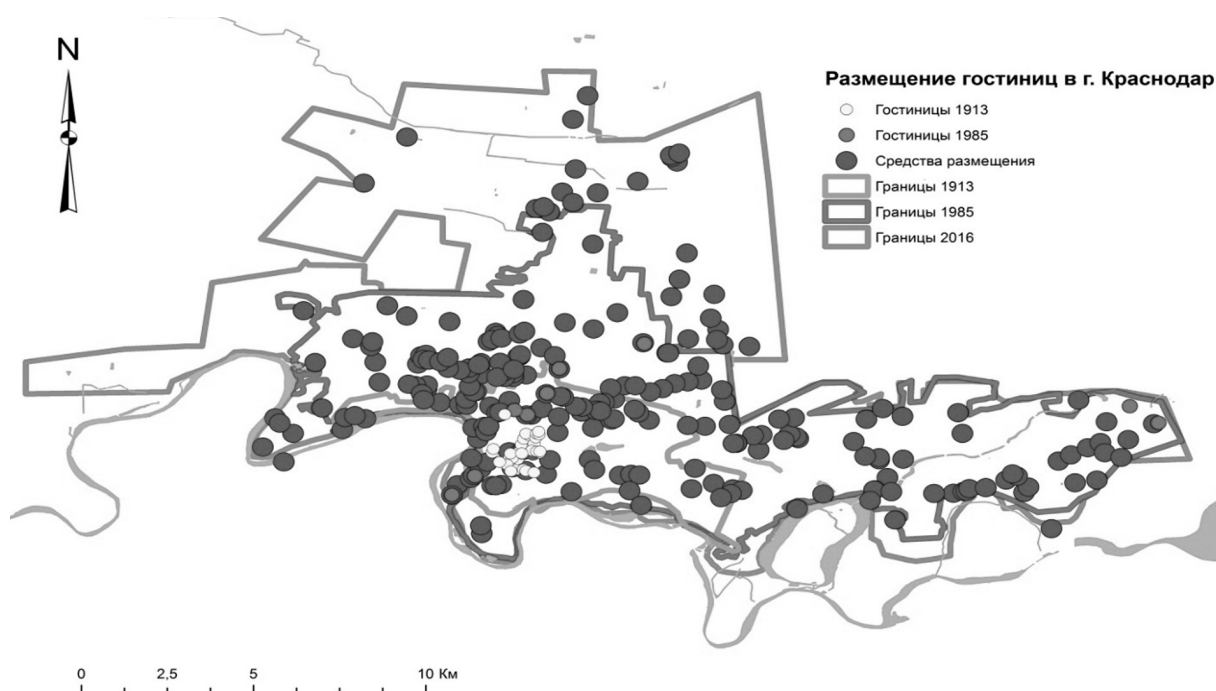 N
Размещение гостиниц в г. Краснодар
Гостиницы 1913
Гостиницы 1985
Средства размещения
Границы 1913
Границы 1985
Границы 2016
0 2,5 5 10 Км